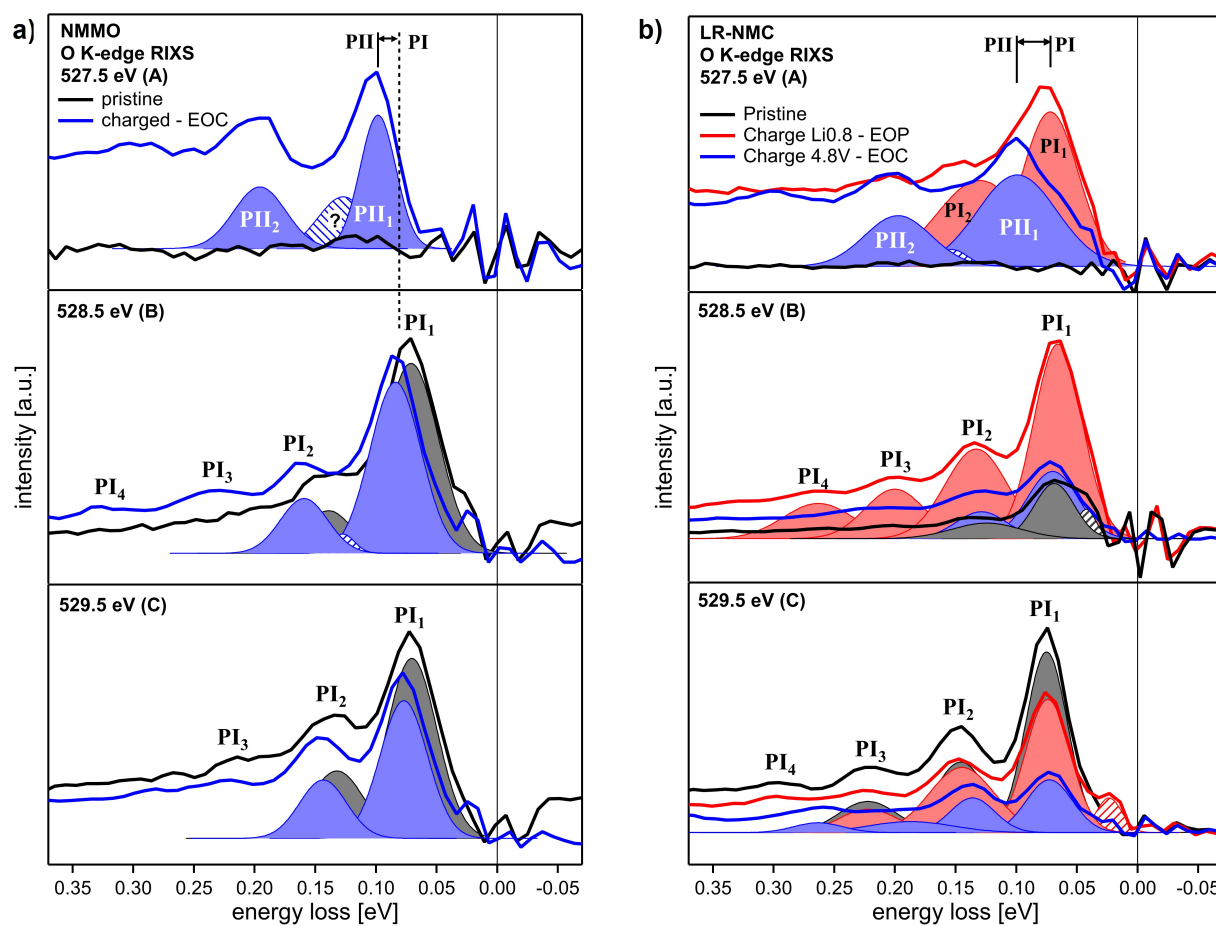 a)
NMMO
O K-edge RIXS
527.5 eV (A)
pristine
charged - EOC
PII PI
PII₂
?
PII₁
528.5 eV (B)
PI₁
PI₂
PI₃
PI₄
529.5 eV (C)
PI₁
PI₂
PI₃
intensity [a.u.]
0.35 0.30 0.25 0.20 0.15 0.10 0.05 0.00 -0.05
energy loss [eV]
b)
LR-NMC
O K-edge RIXS
527.5 eV (A)
Pristine
Charge Li0.8 - EOP
Charge 4.8V - EOC
PII PI
PI₁
PI₂
PII₁
PII₂
528.5 eV (B)
PI₁
PI₂
PI₃
PI₄
529.5 eV (C)
PI₁
PI₂
PI₃
PI₄
intensity [a.u.]
0.35 0.30 0.25 0.20 0.15 0.10 0.05 0.00 -0.05
energy loss [eV]